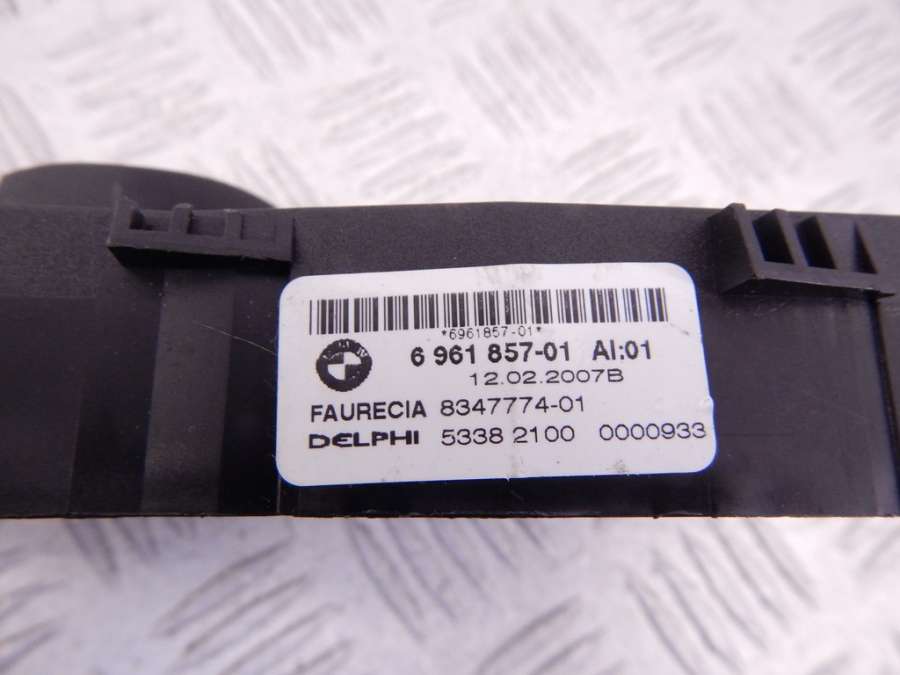 *6961857-01*
6 961 857-01 AI:01
12.02.2007B
FAURECIA 8347774-01
DELPHI 5338 2100 0000933